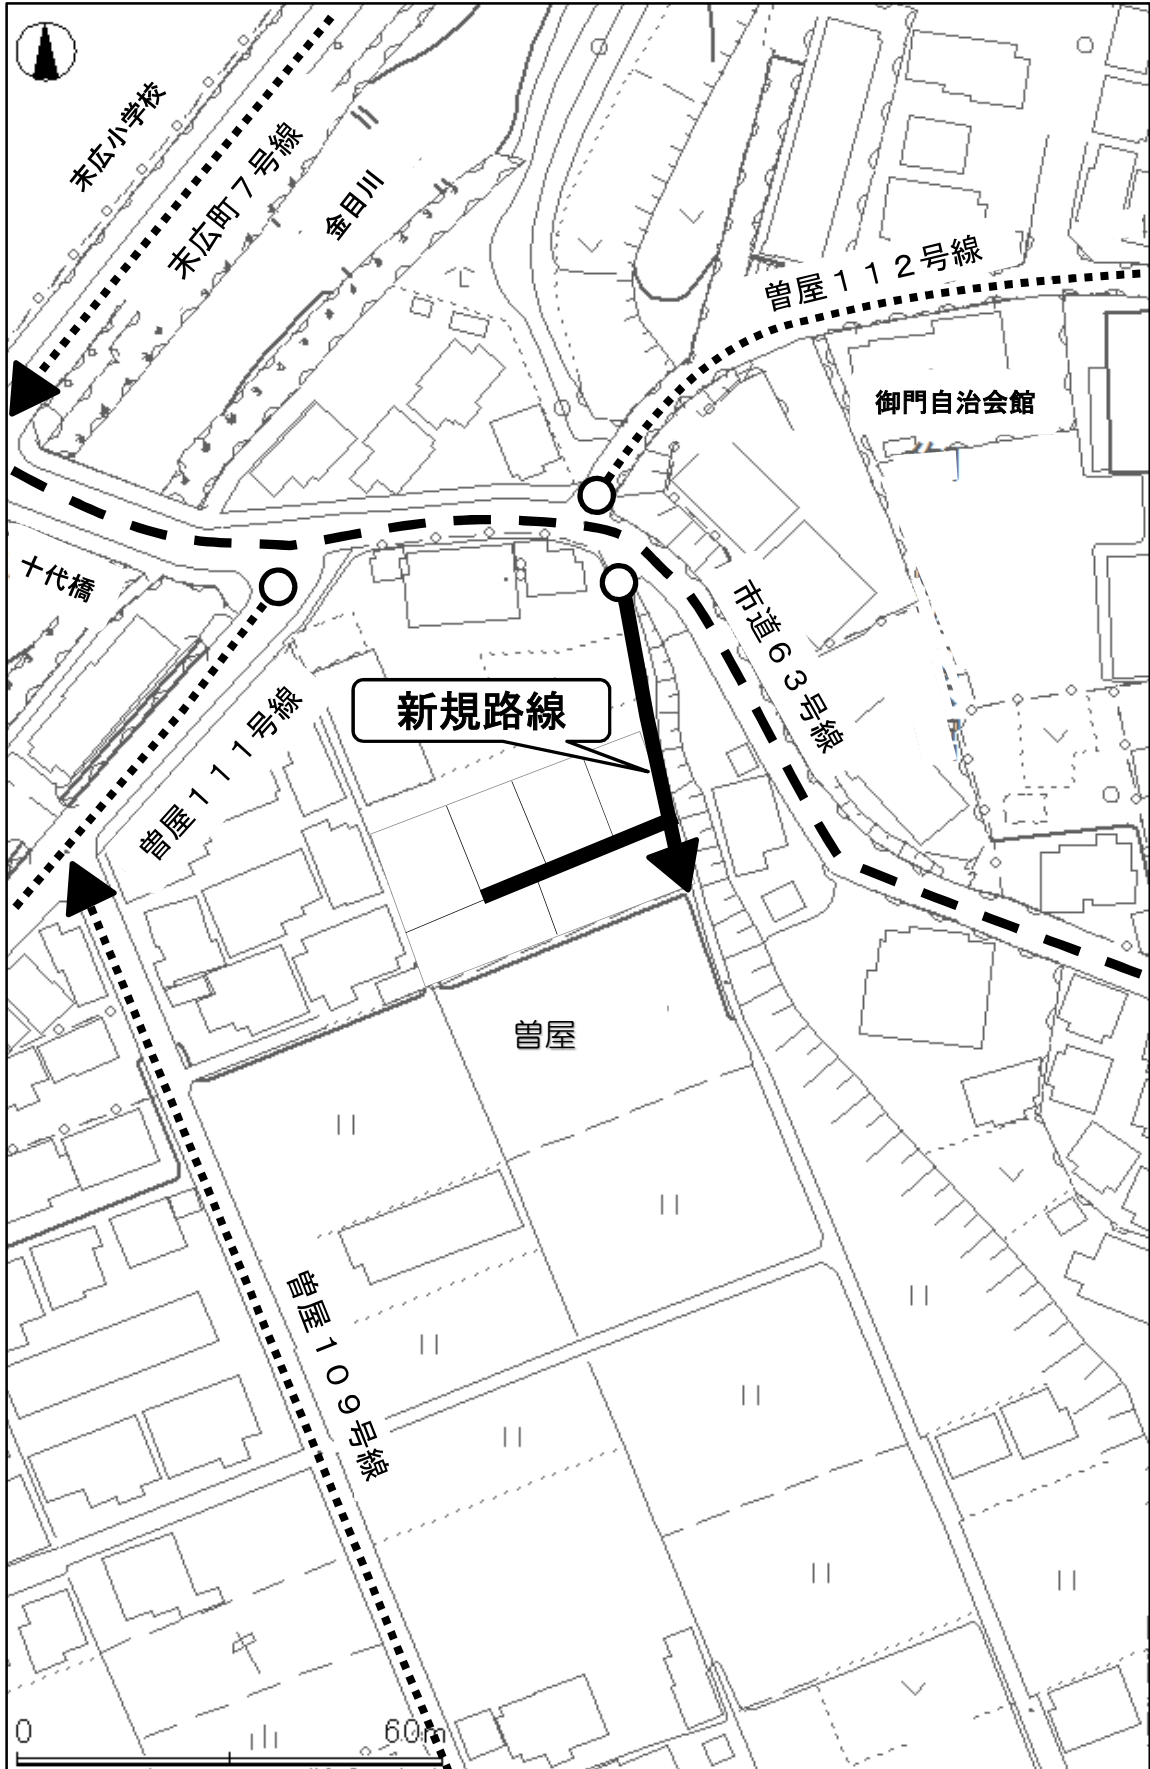 末広小学校
末広町７号線
金目川
曽屋１１２号線
御門自治会館
十代橋
市道６３号線
曽屋１１１号線
新規路線
曽屋
曽屋１０９号線
0
60m